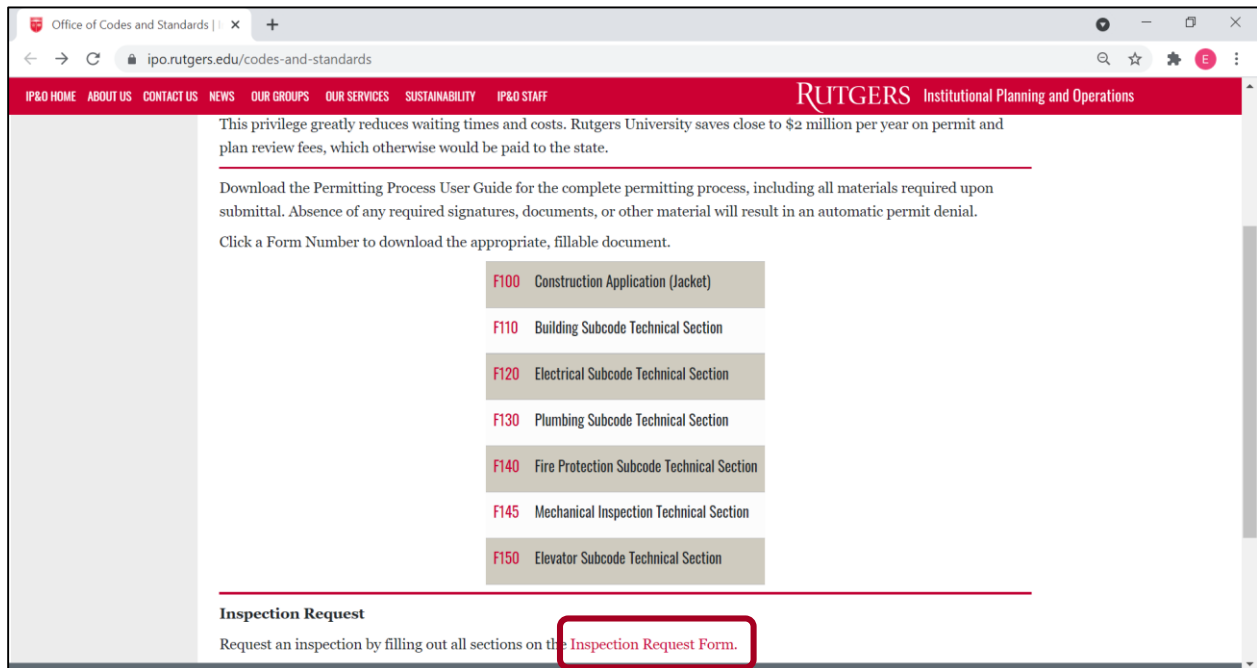 Office of Codes and Standards |
ipo.rutgers.edu/codes-and-standards
E
IP&O HOME ABOUT US CONTACT US NEWS OUR GROUPS OUR SERVICES SUSTAINABILITY IP&O STAFF RUTGERS Institutional Planning and Operations
This privilege greatly reduces waiting times and costs. Rutgers University saves close to $2 million per year on permit and
plan review fees, which otherwise would be paid to the state.
Download the Permitting Process User Guide for the complete permitting process, including all materials required upon
submittal. Absence of any required signatures, documents, or other material will result in an automatic permit denial.
Click a Form Number to download the appropriate, fillable document.
F100 Construction Application (Jacket)
F110 Building Subcode Technical Section
F120 Electrical Subcode Technical Section
F130 Plumbing Subcode Technical Section
F140 Fire Protection Subcode Technical Section
F145 Mechanical Inspection Technical Section
F150 Elevator Subcode Technical Section
Inspection Request
Request an inspection by filling out all sections on the Inspection Request Form.